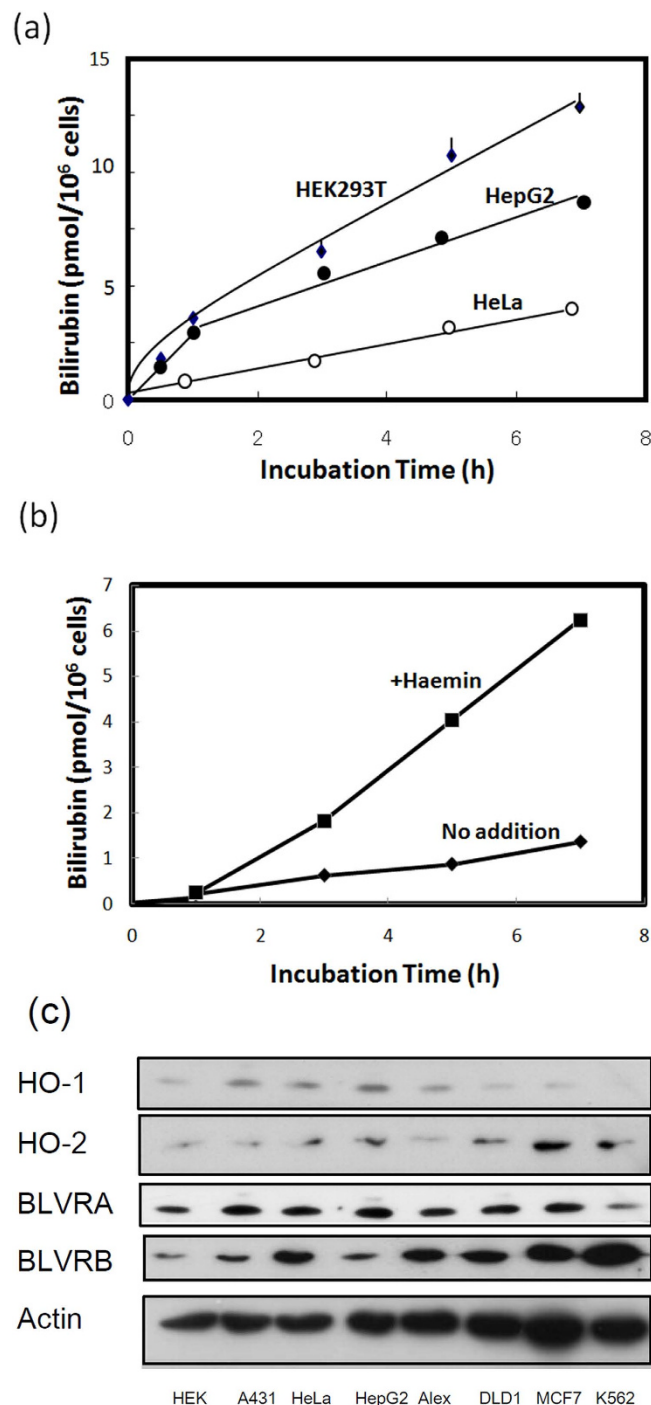 (a)
15
10
5
0
HEK293T
HepG2
HeLa
Bilirubin (pmol/10⁶ cells)
0 2 4 6 8
Incubation Time (h)
(b)
7
6
5
4
3
2
1
0
+Haemin
No addition
Bilirubin (pmol/10⁶ cells)
0 2 4 6 8
Incubation Time (h)
(c)
HO-1
HO-2
BLVRA
BLVRB
Actin
HEK A431 HeLa HepG2 Alex DLD1 MCF7 K562